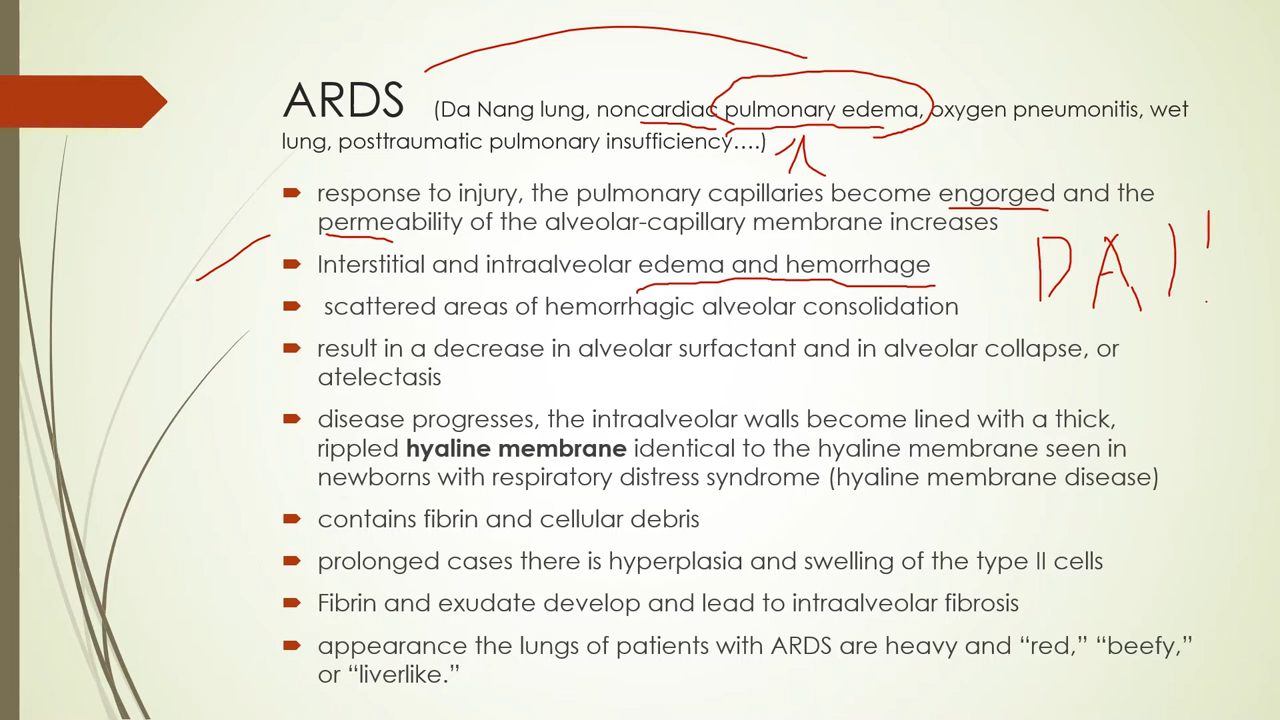 ARDS (Da Nang lung, noncardiac pulmonary edema, oxygen pneumonitis, wet
lung, posttraumatic pulmonary insufficiency....)
response to injury, the pulmonary capillaries become engorged and the
permeability of the alveolar-capillary membrane increases
Interstitial and intraalveolar edema and hemorrhage
scattered areas of hemorrhagic alveolar consolidation
result in a decrease in alveolar surfactant and in alveolar collapse, or
atelectasis
disease progresses, the intraalveolar walls become lined with a thick,
rippled hyaline membrane identical to the hyaline membrane seen in
newborns with respiratory distress syndrome (hyaline membrane disease)
contains fibrin and cellular debris
prolonged cases there is hyperplasia and swelling of the type II cells
Fibrin and exudate develop and lead to intraalveolar fibrosis
appearance the lungs of patients with ARDS are heavy and “red,” “beefy,”
or “liverlike.”